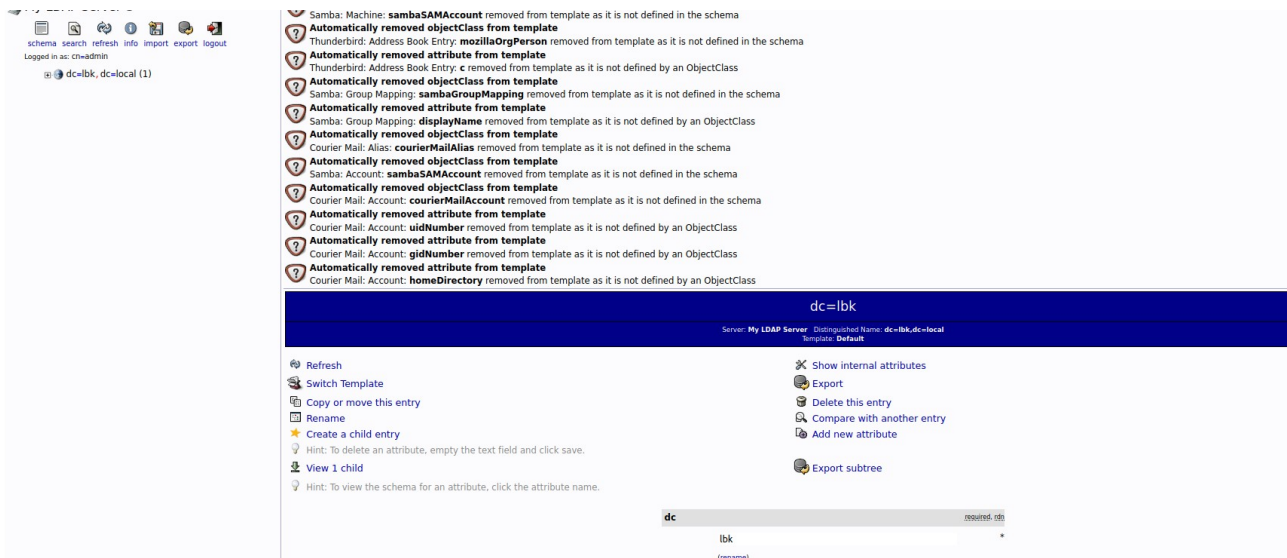 schema search refresh info import export logout
Logged in as: cn=admin
dc=lbk, dc=local (1)
Samba: Machine: sambaSAMAccount removed from template as it is not defined in the schema
Automatically removed objectClass from template
Thunderbird: Address Book Entry: mozillaOrgPerson removed from template as it is not defined in the schema
Automatically removed attribute from template
Thunderbird: Address Book Entry: c removed from template as it is not defined by an ObjectClass
Automatically removed objectClass from template
Samba: Group Mapping: sambaGroupMapping removed from template as it is not defined in the schema
Automatically removed attribute from template
Samba: Group Mapping: displayName removed from template as it is not defined by an ObjectClass
Automatically removed objectClass from template
Courier Mail: Alias: courierMailAlias removed from template as it is not defined in the schema
Automatically removed objectClass from template
Samba: Account: sambaSAMAccount removed from template as it is not defined in the schema
Automatically removed objectClass from template
Courier Mail: Account: courierMailAccount removed from template as it is not defined in the schema
Automatically removed attribute from template
Courier Mail: Account: uidNumber removed from template as it is not defined by an ObjectClass
Automatically removed attribute from template
Courier Mail: Account: gidNumber removed from template as it is not defined by an ObjectClass
Automatically removed attribute from template
Courier Mail: Account: homeDirectory removed from template as it is not defined by an ObjectClass
dc=lbk
Server: My LDAP Server Distinguished Name: dc=lbk,dc=local
Template: Default
Refresh
Show internal attributes
Switch Template
Export
Copy or move this entry
Delete this entry
Rename
Compare with another entry
Create a child entry
Add new attribute
Hint: To delete an attribute, empty the text field and click save.
View 1 child
Export subtree
Hint: To view the schema for an attribute, click the attribute name.
dc required, rdn
lbk *
(rename)